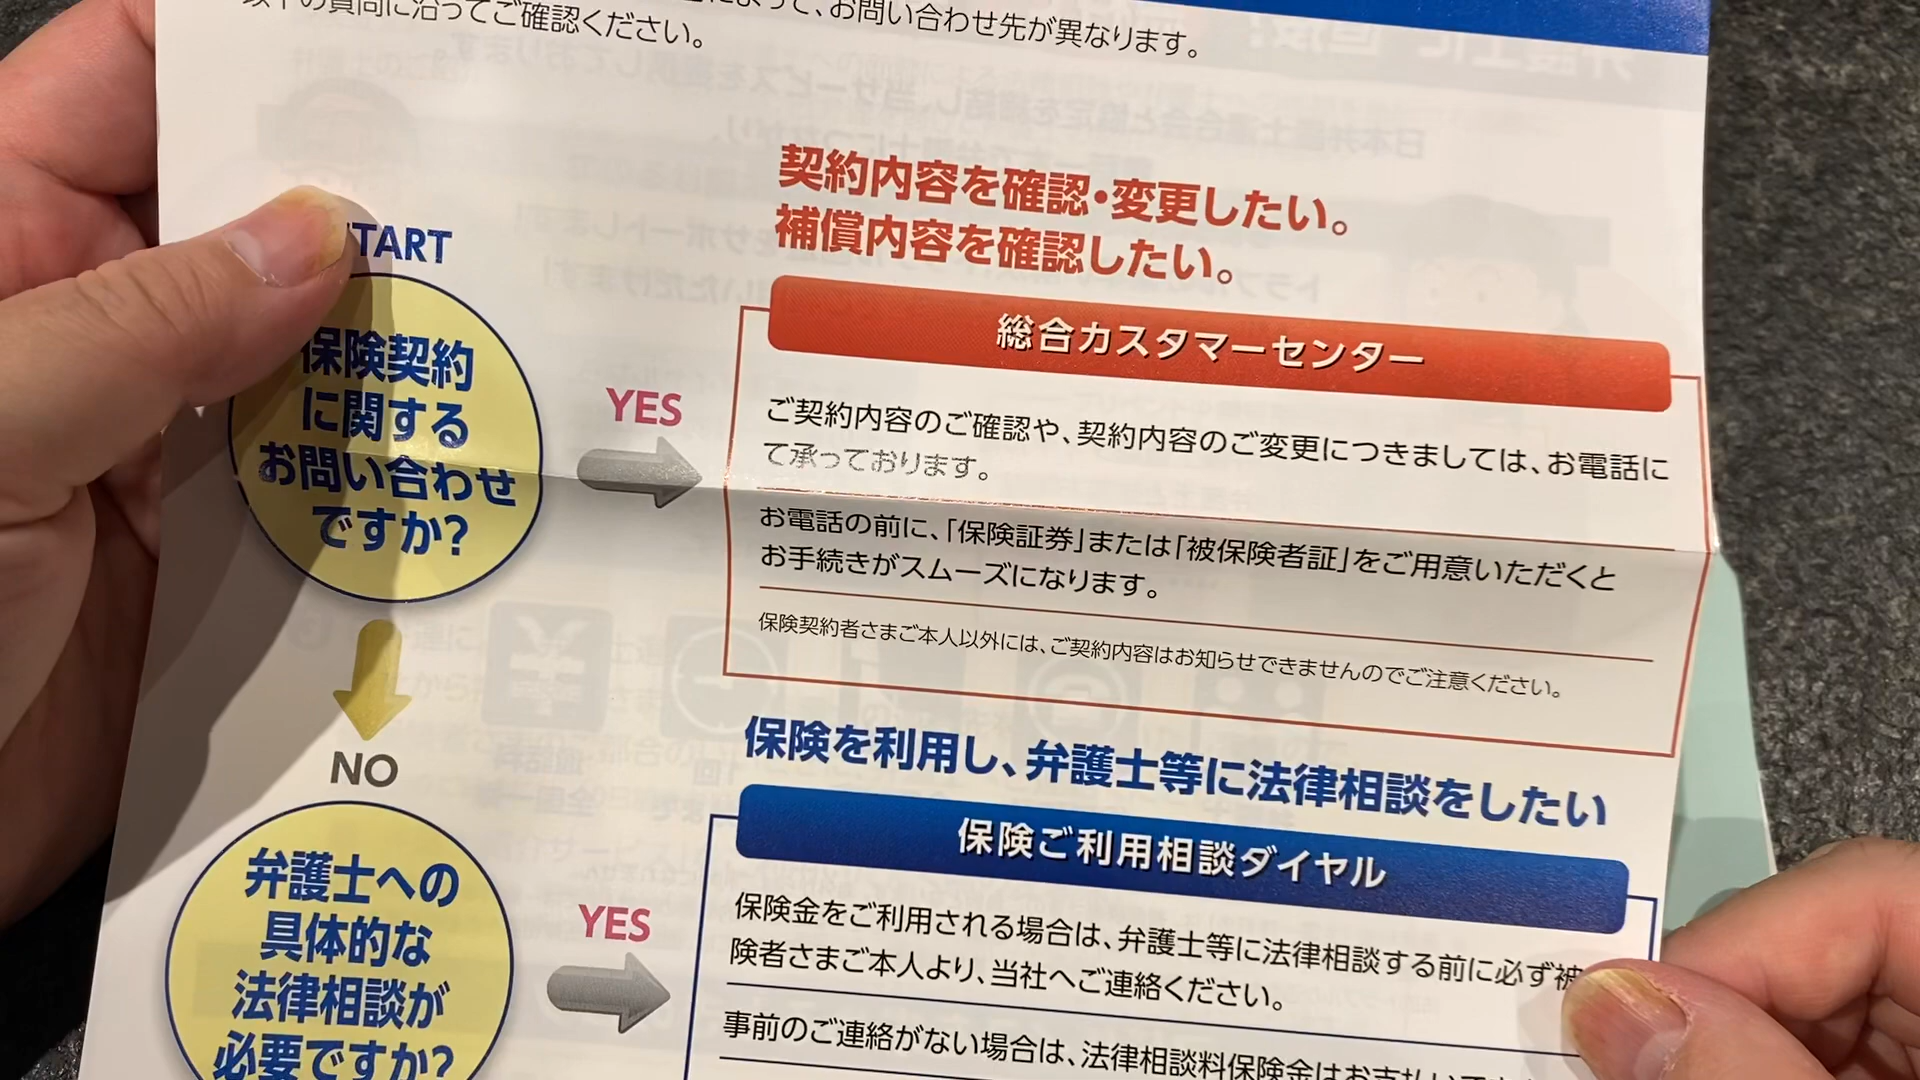 によって、お問い合わせ先が異なります。
以下の質問に沿ってご確認ください。
契約内容を確認・変更したい。
補償内容を確認したい。
START
総合カスタマーセンター
保険契約
に関する
お問い合わせ
ですか?
YES
ご契約内容のご確認や、契約内容のご変更につきましては、お電話に
て承っております。
お電話の前に、「保険証券」または「被保険者証」をご用意いただくと
お手続きがスムーズになります。
保険契約者さまご本人以外には、ご契約内容はお知らせできませんのでご注意ください。
NO
保険を利用し、弁護士等に法律相談をしたい
保険ご利用相談ダイヤル
弁護士への
具体的な
法律相談が
必要ですか?
YES
保険金をご利用される場合は、弁護士等に法律相談する前に必ず被
険者さまご本人より、当社へご連絡ください。
事前のご連絡がない場合は、法律相談料保険金はお支払い